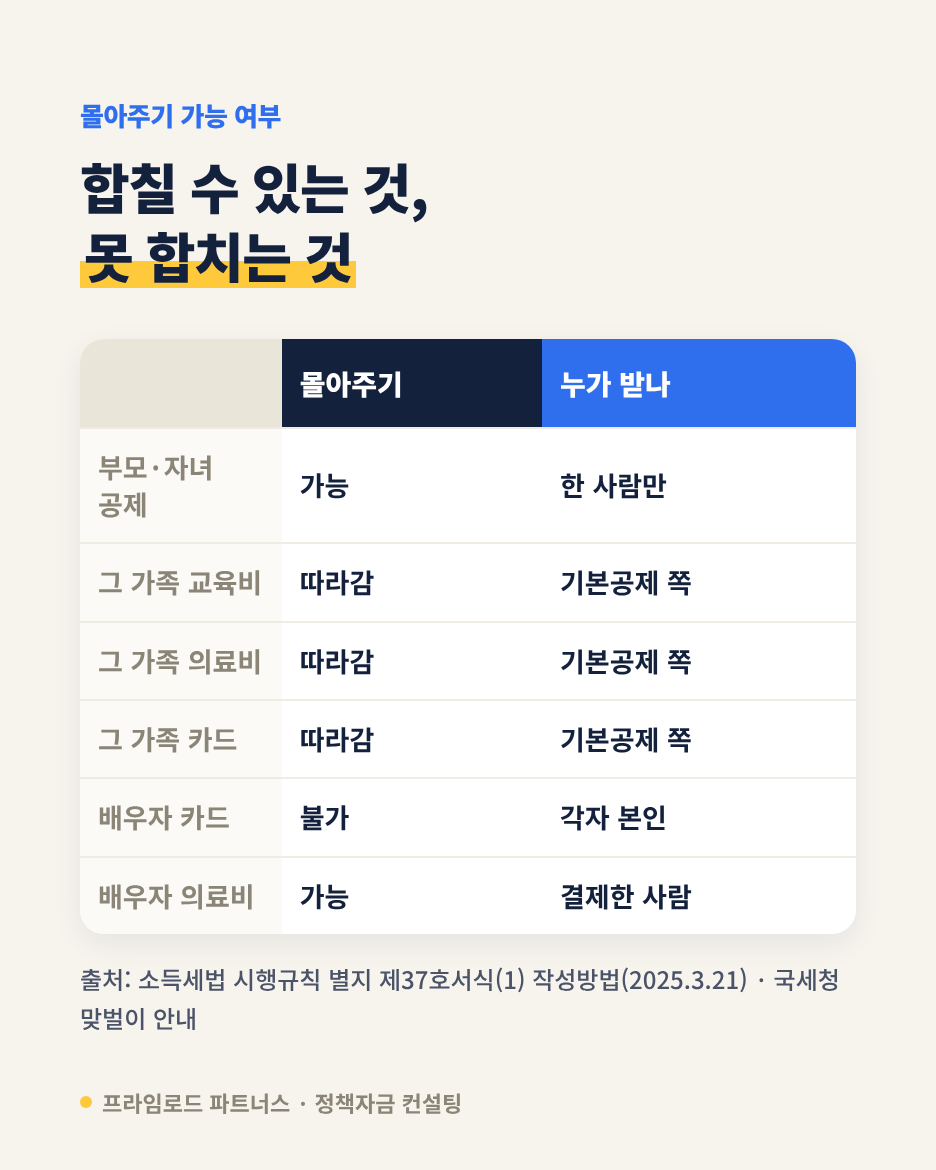 몰아주기 가능 여부
합칠 수 있는 것,
못 합치는 것
몰아주기 누가 받나
부모·자녀
공제
가능 한 사람만
그 가족 교육비 따라감 기본공제 쪽
그 가족 의료비 따라감 기본공제 쪽
그 가족 카드 따라감 기본공제 쪽
배우자 카드 불가 각자 본인
배우자 의료비 가능 결제한 사람
출처: 소득세법 시행규칙 별지 제37호서식(1) 작성방법(2025.3.21) · 국세청
맞벌이 안내
프라임로드 파트너스 · 정책자금 컨설팅